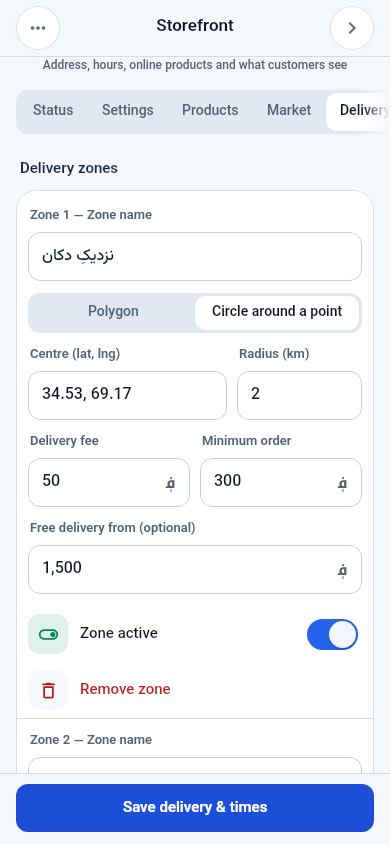 Storefront
Address, hours, online products and what customers see
Status Settings Products Market Delivery
Delivery zones
Zone 1 — Zone name
نزدیکِ دکان
Polygon Circle around a point
Centre (lat, lng) Radius (km)
34.53, 69.17 2
Delivery fee Minimum order
50 ؋ 300 ؋
Free delivery from (optional)
1,500 ؋
Zone active
Remove zone
Zone 2 — Zone name
Save delivery & times